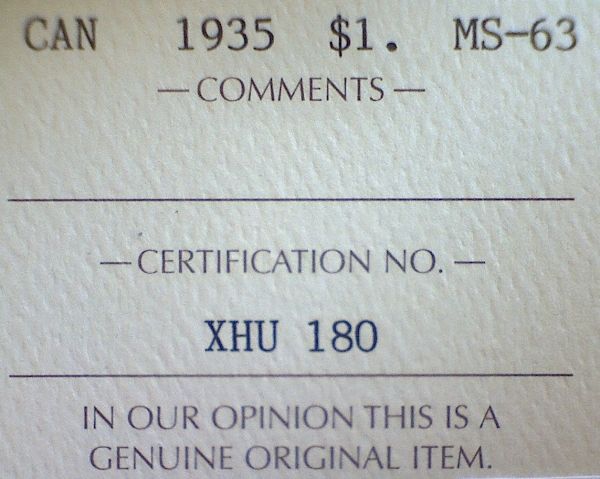 CAN 1935 $1. MS-63
— COMMENTS —
— CERTIFICATION NO. —
XHU 180
IN OUR OPINION THIS IS A
GENUINE ORIGINAL ITEM.